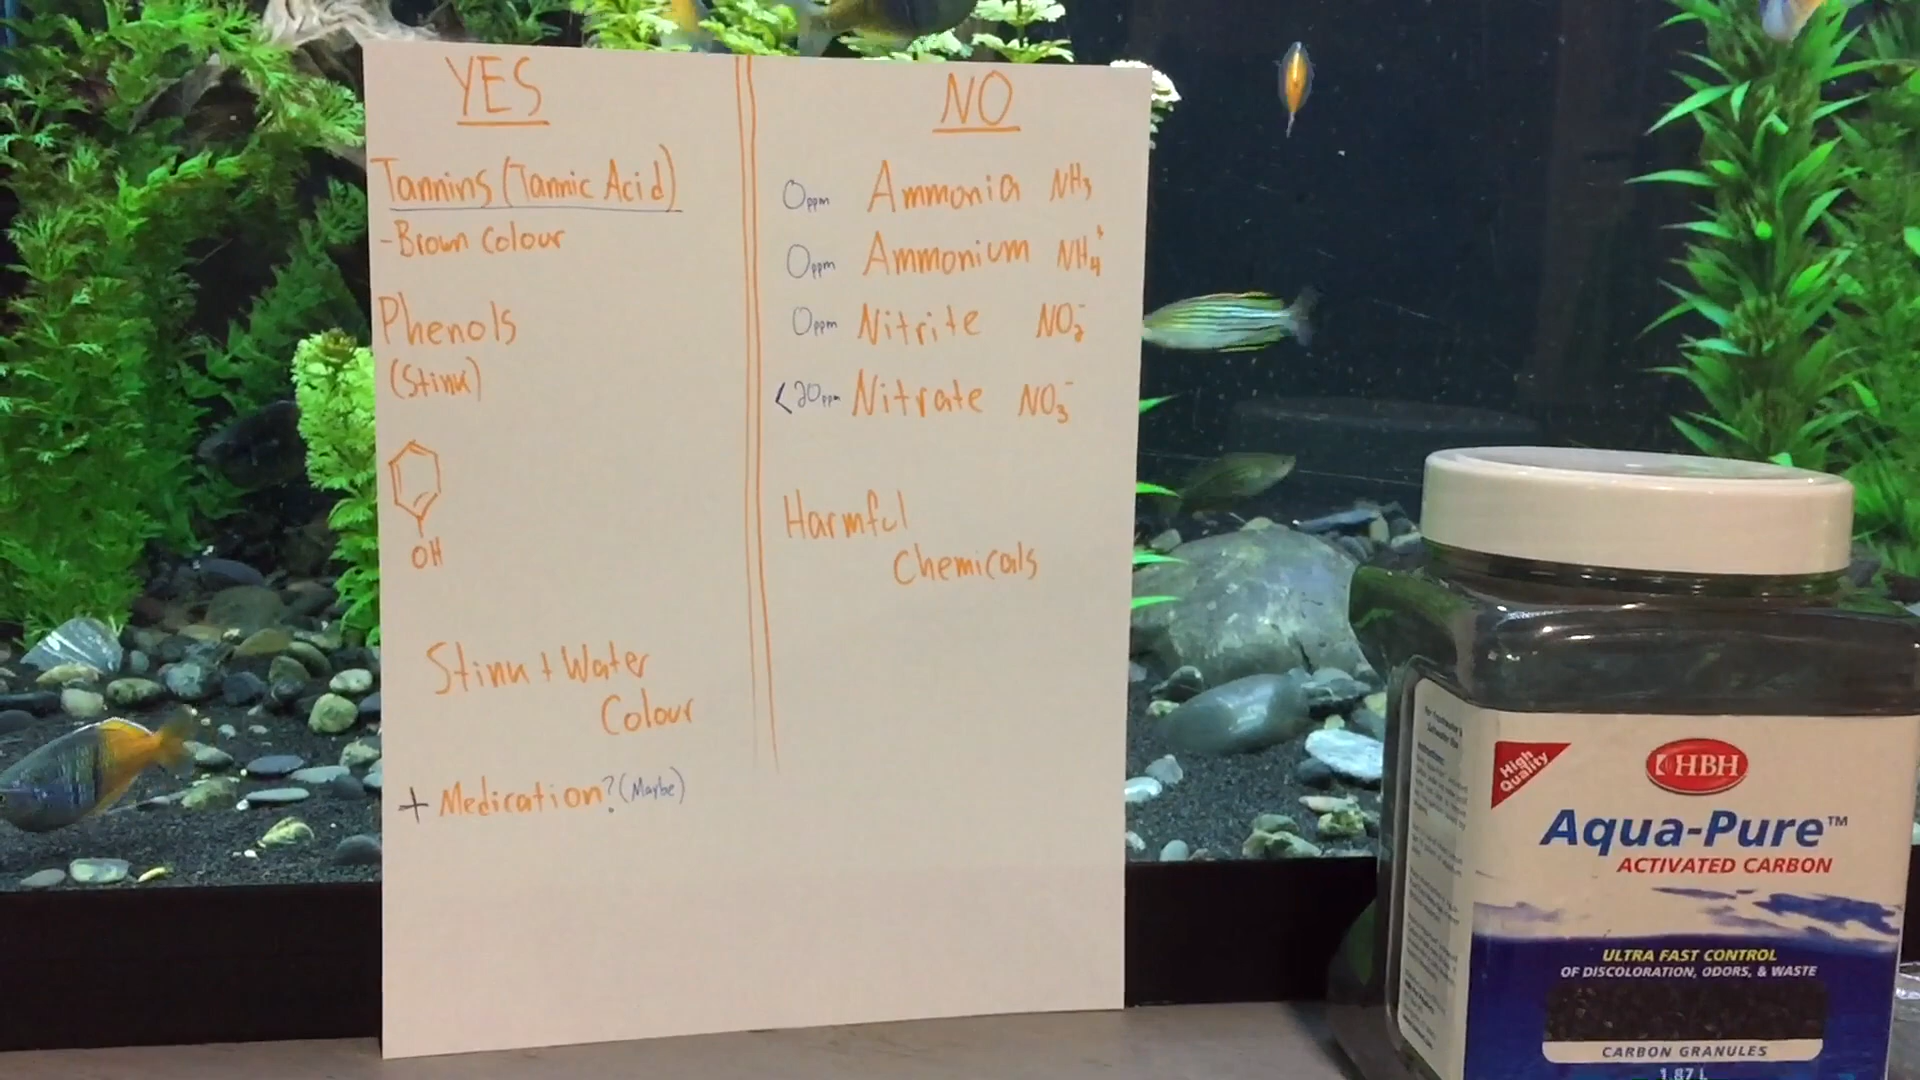 YES
Tannins (Tannic Acid)
-Brown Colour
Phenols
(Stink)
OH
Stink + Water
Colour
+ Medication? (Maybe)
NO
0ppm Ammonia NH3
0ppm Ammonium NH4+
0ppm Nitrite NO2-
<20ppm Nitrate NO3-
Harmful
Chemicals
High
Quality
HBH
Aqua-Pure™
ACTIVATED CARBON
ULTRA FAST CONTROL
OF DISCOLORATION, ODORS, & WASTE
CARBON GRANULES
1.87 L